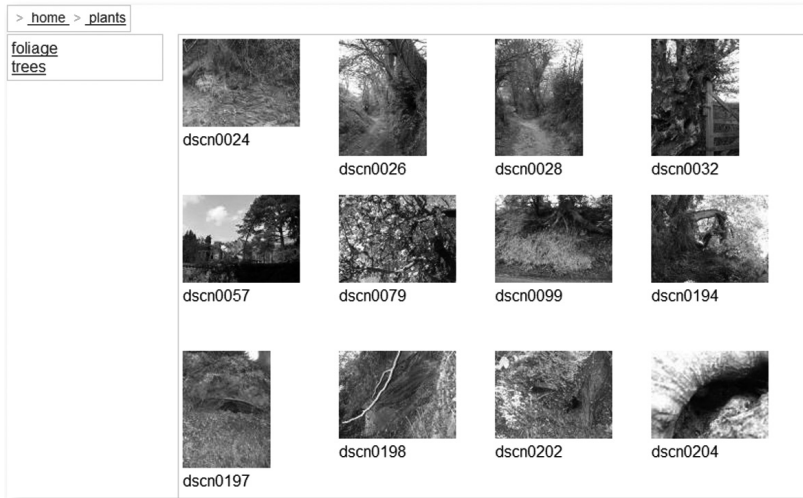 > home > plants
foliage
trees
dscn0024
dscn0026
dscn0028
dscn0032
dscn0057
dscn0079
dscn0099
dscn0194
dscn0197
dscn0198
dscn0202
dscn0204